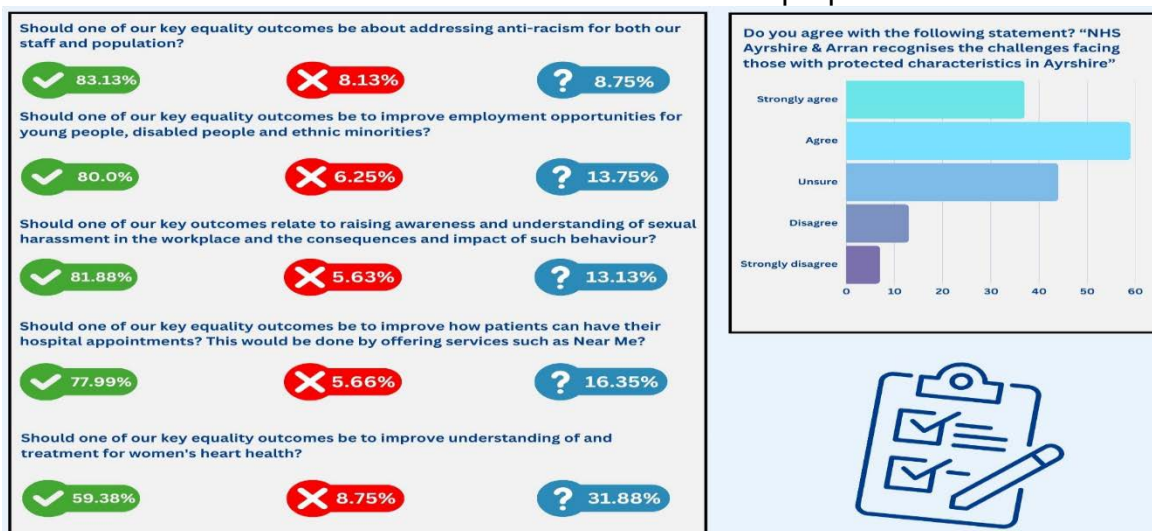 Should one of our key equality outcomes be about addressing anti-racism for both our
staff and population?
83.13%
8.13%
8.75%
Should one of our key equality outcomes be to improve employment opportunities for
young people, disabled people and ethnic minorities?
80.0%
6.25%
13.75%
Should one of our key outcomes relate to raising awareness and understanding of sexual
harassment in the workplace and the consequences and impact of such behaviour?
81.88%
5.63%
13.13%
Should one of our key equality outcomes be to improve how patients can have their
hospital appointments? This would be done by offering services such as Near Me?
77.99%
5.66%
16.35%
Should one of our key equality outcomes be to improve understanding of and
treatment for women's heart health?
59.38%
8.75%
31.88%
Do you agree with the following statement? “NHS
Ayrshire & Arran recognises the challenges facing
those with protected characteristics in Ayrshire”
Strongly agree
Agree
Unsure
Disagree
Strongly disagree
0 10 20 30 40 50 60